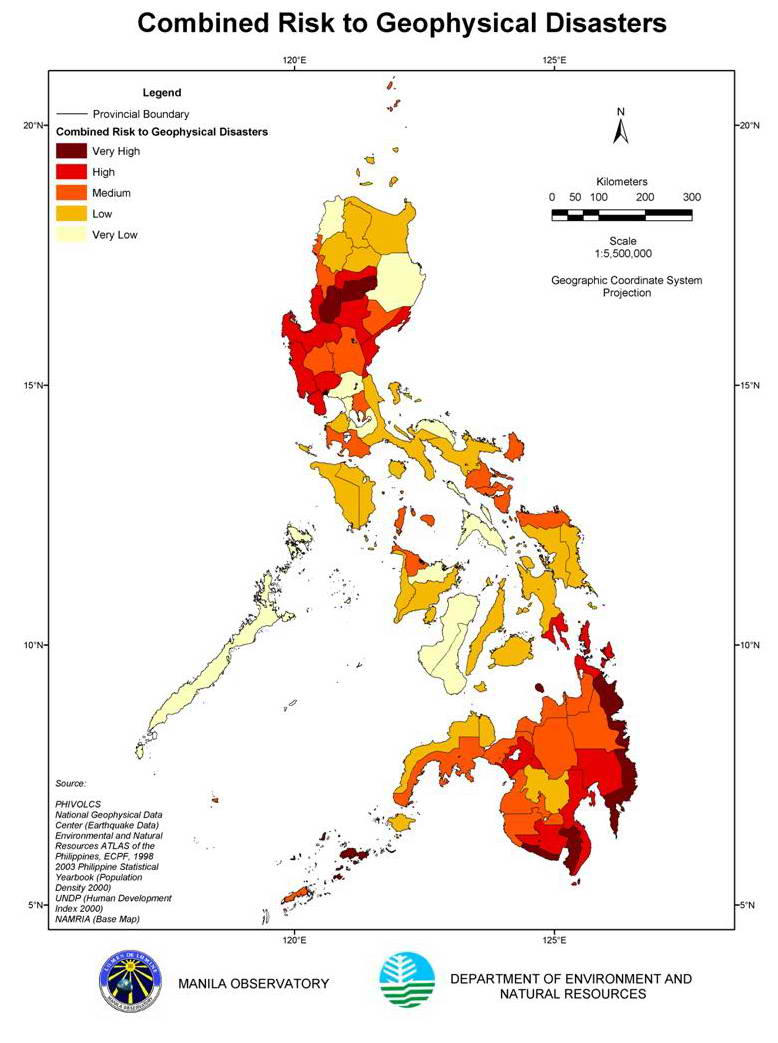 Combined Risk to Geophysical Disasters
120°E
125°E
20°N
20°N
15°N
15°N
10°N
10°N
5°N
5°N
120°E
125°E
Legend
Provincial Boundary
Combined Risk to Geophysical Disasters
Very High
High
Medium
Low
Very Low
N
Kilometers
0 50 100 200 300
Scale
1:5,500,000
Geographic Coordinate System
Projection
Source:
PHIVOLCS
National Geophysical Data
Center (Earthquake Data)
Environmental and Natural
Resources ATLAS of the
Philippines, ECPF, 1998
2003 Philippine Statistical
Yearbook (Population
Density 2000)
UNDP (Human Development
Index 2000)
NAMRIA (Base Map)
MANILA OBSERVATORY
MANILA OBSERVATORY
DEPARTMENT OF ENVIRONMENT AND
NATURAL RESOURCES